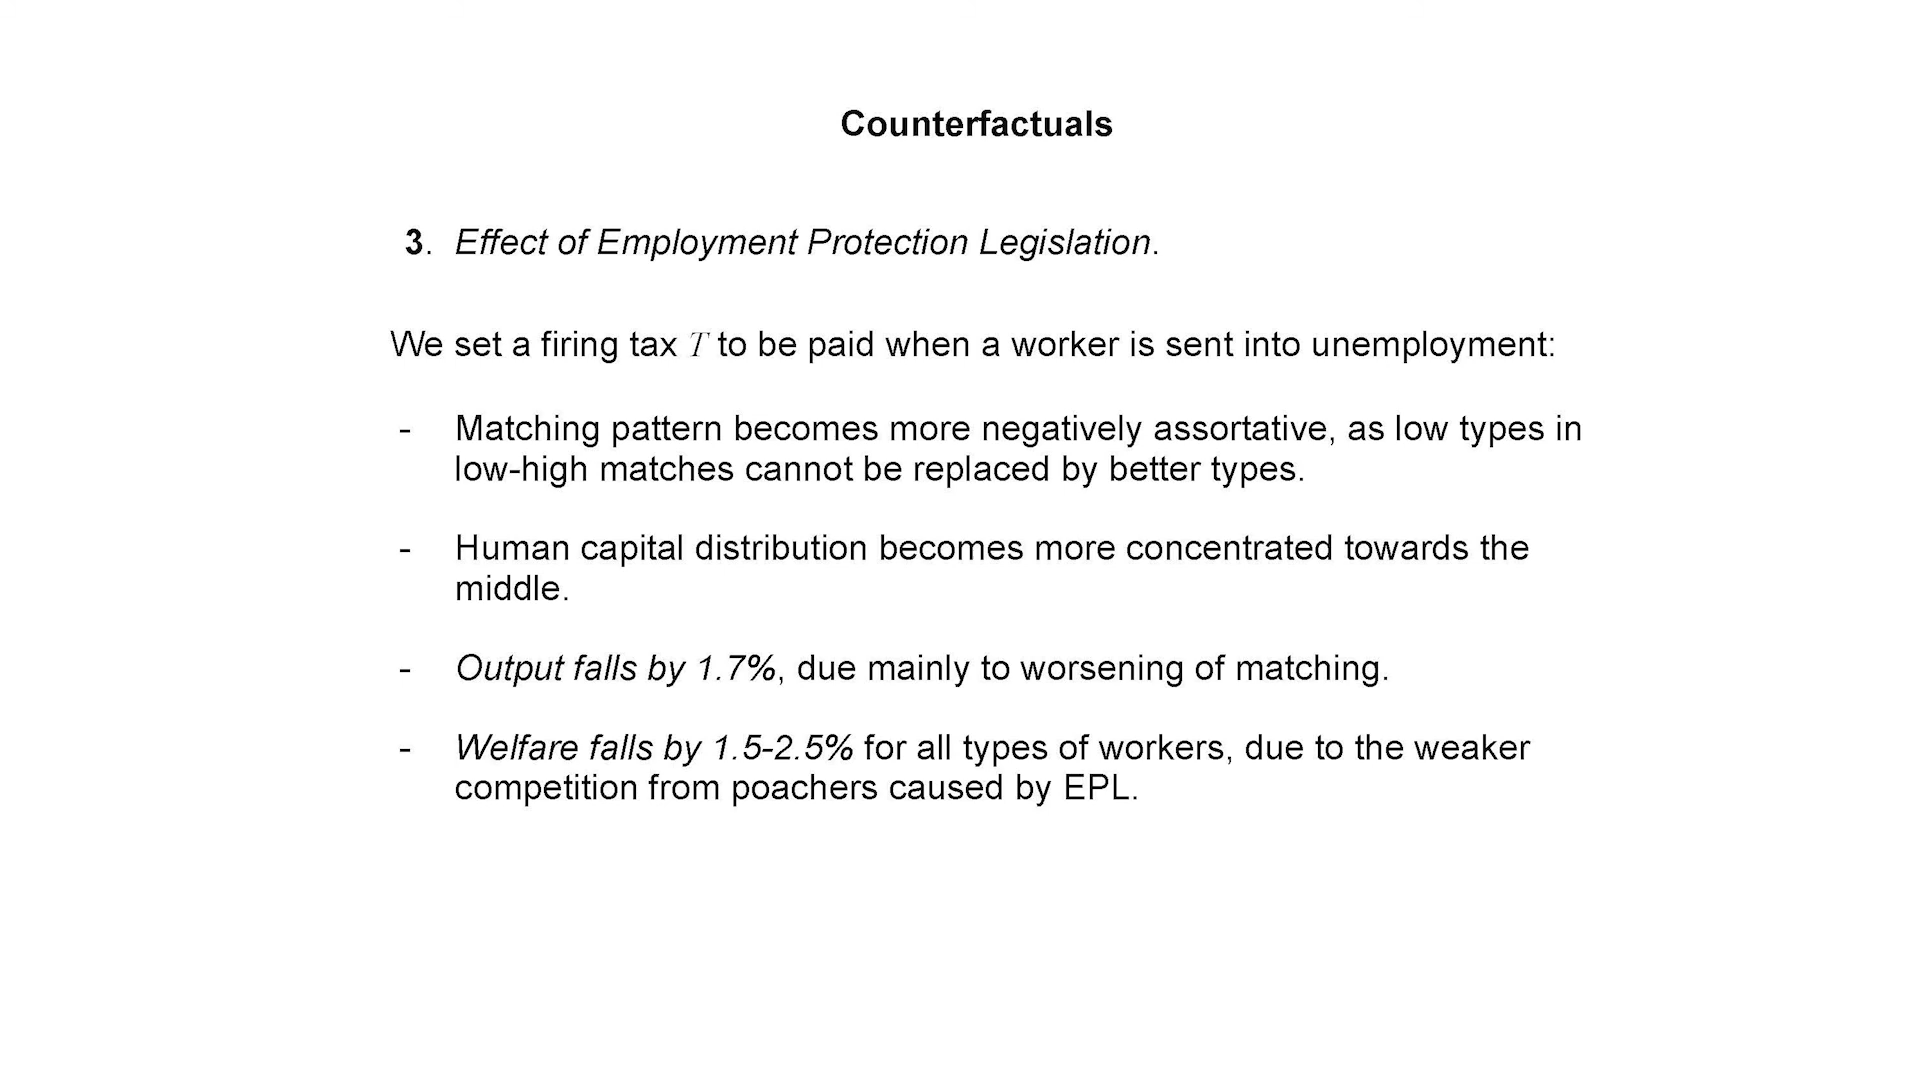 Counterfactuals
3. Effect of Employment Protection Legislation.
We set a firing tax T to be paid when a worker is sent into unemployment:
- Matching pattern becomes more negatively assortative, as low types in
low-high matches cannot be replaced by better types.
- Human capital distribution becomes more concentrated towards the
middle.
- Output falls by 1.7%, due mainly to worsening of matching.
- Welfare falls by 1.5-2.5% for all types of workers, due to the weaker
competition from poachers caused by EPL.